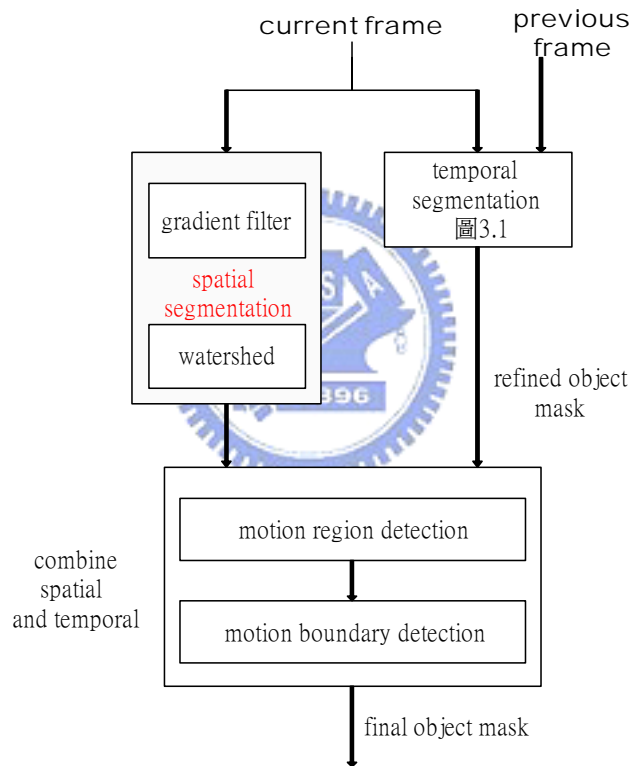 current frame
previous
frame
gradient filter
spatial
segmentation
watershed
temporal
segmentation
圖3.1
refined object
mask
combine
spatial
and temporal
motion region detection
motion boundary detection
final object mask